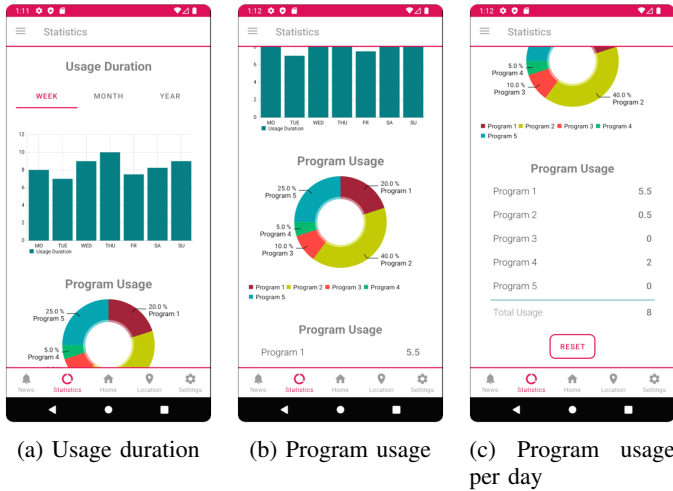 1:11
Statistics
Usage Duration
WEEK MONTH YEAR
12
10
8
6
4
2
0
MO TUE WED THU FR SA SU
Usage Duration
Program Usage
25.0 %
Program 5
20.0 %
Program 1
5.0 %
Program 4
News Statistics Home Location Settings
(a) Usage duration
1:12
Statistics
8
6
4
2
0
MO TUE WED THU FR SA SU
Usage Duration
Program Usage
25.0 %
Program 5
20.0 %
Program 1
5.0 %
Program 4
10.0 %
Program 3
40.0 %
Program 2
Program 1 Program 2 Program 3 Program 4
Program 5
Program Usage
Program 1 5.5
News Statistics Home Location Settings
(b) Program usage
1:12
Statistics
5.0 %
Program 4
10.0 %
Program 3
40.0 %
Program 2
Program 1 Program 2 Program 3 Program 4
Program 5
Program Usage
Program 1 5.5
Program 2 0.5
Program 3 0
Program 4 2
Program 5 0
Total Usage 8
RESET
News Statistics Home Location Settings
(c) Program usage
per day